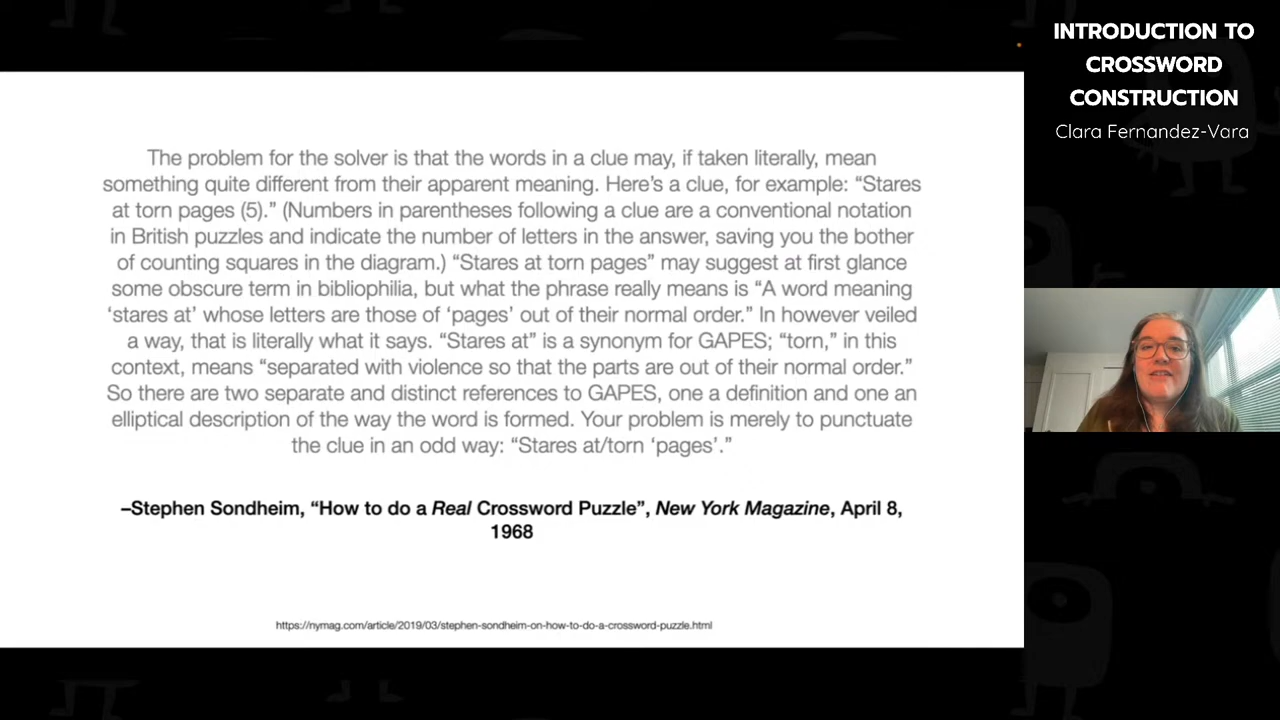 INTRODUCTION TO
CROSSWORD
CONSTRUCTION
Clara Fernandez-Vara
The problem for the solver is that the words in a clue may, if taken literally, mean
something quite different from their apparent meaning. Here’s a clue, for example: “Stares
at torn pages (5).” (Numbers in parentheses following a clue are a conventional notation
in British puzzles and indicate the number of letters in the answer, saving you the bother
of counting squares in the diagram.) “Stares at torn pages” may suggest at first glance
some obscure term in bibliophilia, but what the phrase really means is “A word meaning
‘stares at’ whose letters are those of ‘pages’ out of their normal order.” In however veiled
a way, that is literally what it says. “Stares at” is a synonym for GAPES; “torn,” in this
context, means “separated with violence so that the parts are out of their normal order.”
So there are two separate and distinct references to GAPES, one a definition and one an
elliptical description of the way the word is formed. Your problem is merely to punctuate
the clue in an odd way: “Stares at/torn ‘pages’.”
–Stephen Sondheim, “How to do a Real Crossword Puzzle”, New York Magazine, April 8,
1968
https://nymag.com/article/2019/03/stephen-sondheim-on-how-to-do-a-crossword-puzzle.html